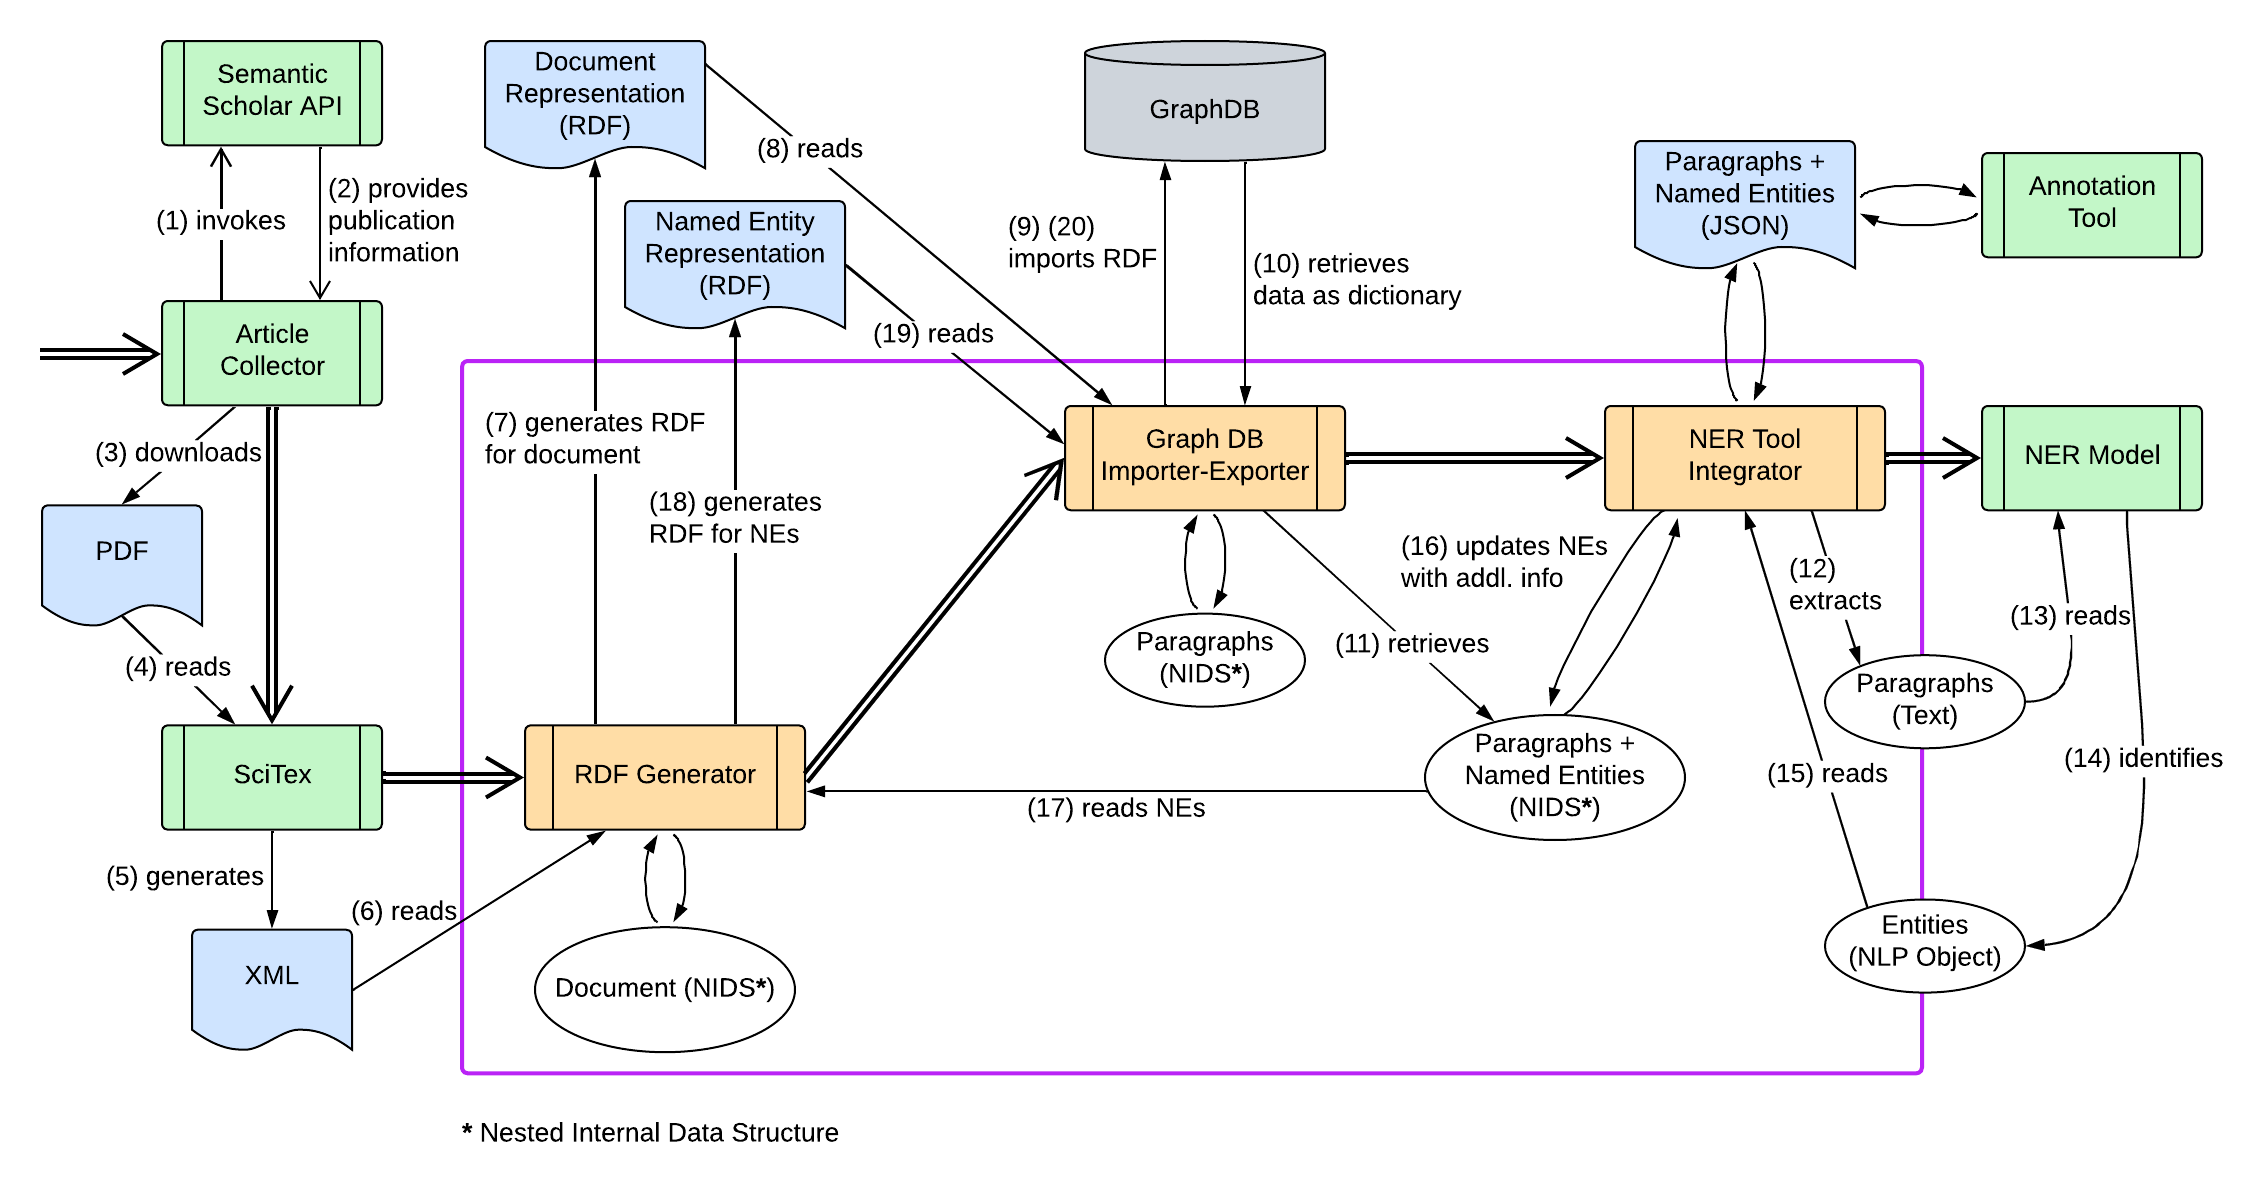 Semantic
Scholar API
Document
Representation
(RDF)
GraphDB
(8) reads
Paragraphs +
Named Entities
(JSON)
Annotation
Tool
(1) invokes
(2) provides
publication
information
Named Entity
Representation
(RDF)
(9) (20)
imports RDF
(10) retrieves
data as dictionary
Article
Collector
(19) reads
(3) downloads
(7) generates RDF
for document
Graph DB
Importer-Exporter
NER Tool
Integrator
NER Model
(18) generates
RDF for NEs
PDF
(16) updates NEs
with addl. info
(12)
extracts
(13) reads
(4) reads
Paragraphs
(NIDS*)
(11) retrieves
Paragraphs
(Text)
SciTex
RDF Generator
Paragraphs +
Named Entities
(NIDS*)
(15) reads
(14) identifies
(17) reads NEs
(5) generates
(6) reads
Entities
(NLP Object)
XML
Document (NIDS*)
* Nested Internal Data Structure